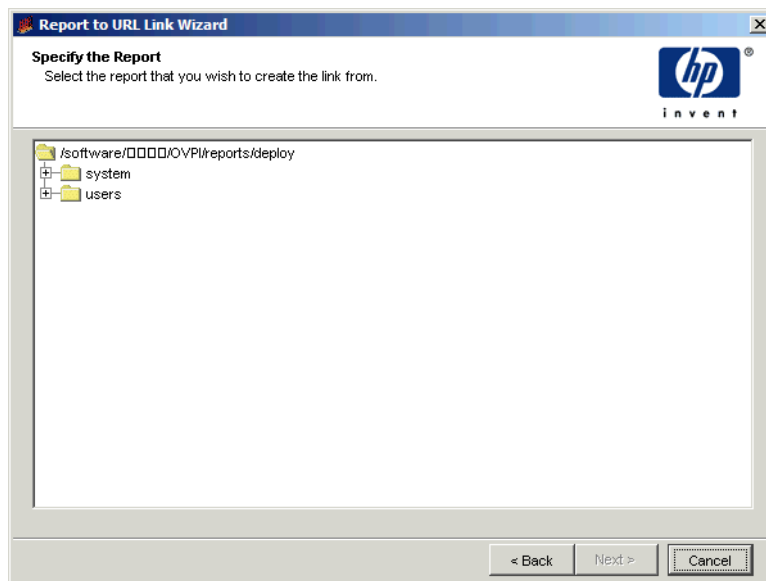 Report to URL Link Wizard
Specify the Report
Select the report that you wish to create the link from.
hp
®
invent
/software/□□□□/OVPI/reports/deploy
system
users
< Back
Next >
Cancel